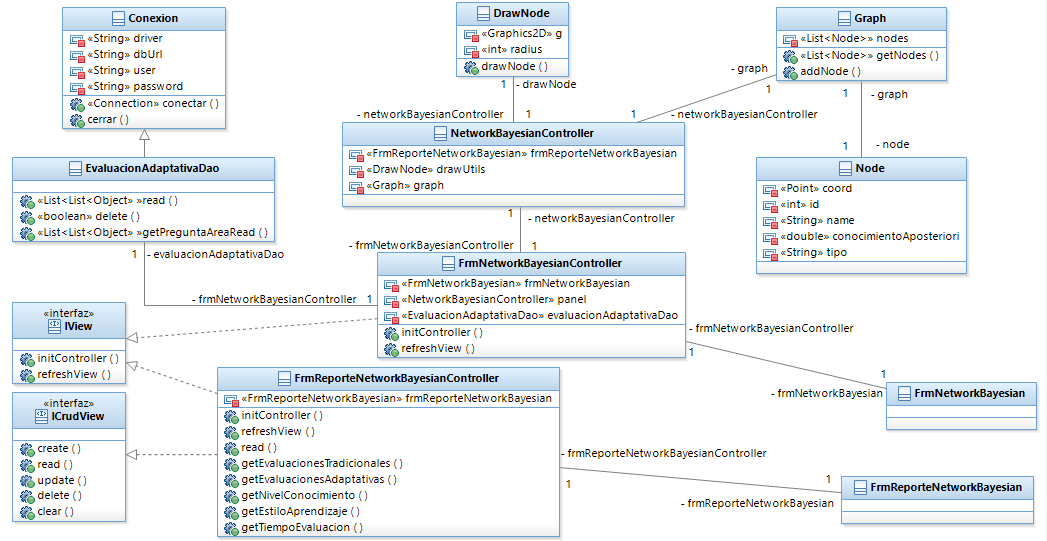 Conexion
«String» driver
«String» dbUrl
«String» user
«String» password
«Connection» conectar ( )
cerrar ( )
DrawNode
«Graphics2D» g
«int» radius
drawNode ( )
Graph
«List<Node>» nodes
«List<Node>» getNodes ( )
addNode ( )
1
- drawNode
- graph
1
1
- graph
- networkBayesianController
1
1
- networkBayesianController
NetworkBayesianController
«FrmReporteNetworkBayesian» frmReporteNetworkBayesian
«DrawNode» drawUtils
«Graph» graph
1
- node
Node
«Point» coord
«int» id
«String» name
«double» conocimientoAposteriori
«String» tipo
EvaluacionAdaptativaDao
«List<List<Object» »read ( )
«boolean» delete ( )
«List<List<Object» »getPreguntaAreaRead ( )
1
- networkBayesianController
- frmNetworkBayesianController
1
1
- evaluacionAdaptativaDao
- frmNetworkBayesianController
1
FrmNetworkBayesianController
«FrmNetworkBayesian» frmNetworkBayesian
«NetworkBayesianController» panel
«EvaluacionAdaptativaDao» evaluacionAdaptativaDao
initController ( )
refreshView ( )
«interfaz»
IView
initController ( )
refreshView ( )
- frmNetworkBayesianController
1
1
- frmNetworkBayesian
FrmNetworkBayesian
FrmReporteNetworkBayesianController
«FrmReporteNetworkBayesian» frmReporteNetworkBayesian
initController ( )
refreshView ( )
read ( )
getEvaluacionesTradicionales ( )
getEvaluacionesAdaptativas ( )
getNivelConocimiento ( )
getEstiloAprendizaje ( )
getTiempoEvaluacion ( )
«interfaz»
ICrudView
create ( )
read ( )
update ( )
delete ( )
clear ( )
- frmReporteNetworkBayesianController
1
1
- frmReporteNetworkBayesian
FrmReporteNetworkBayesian